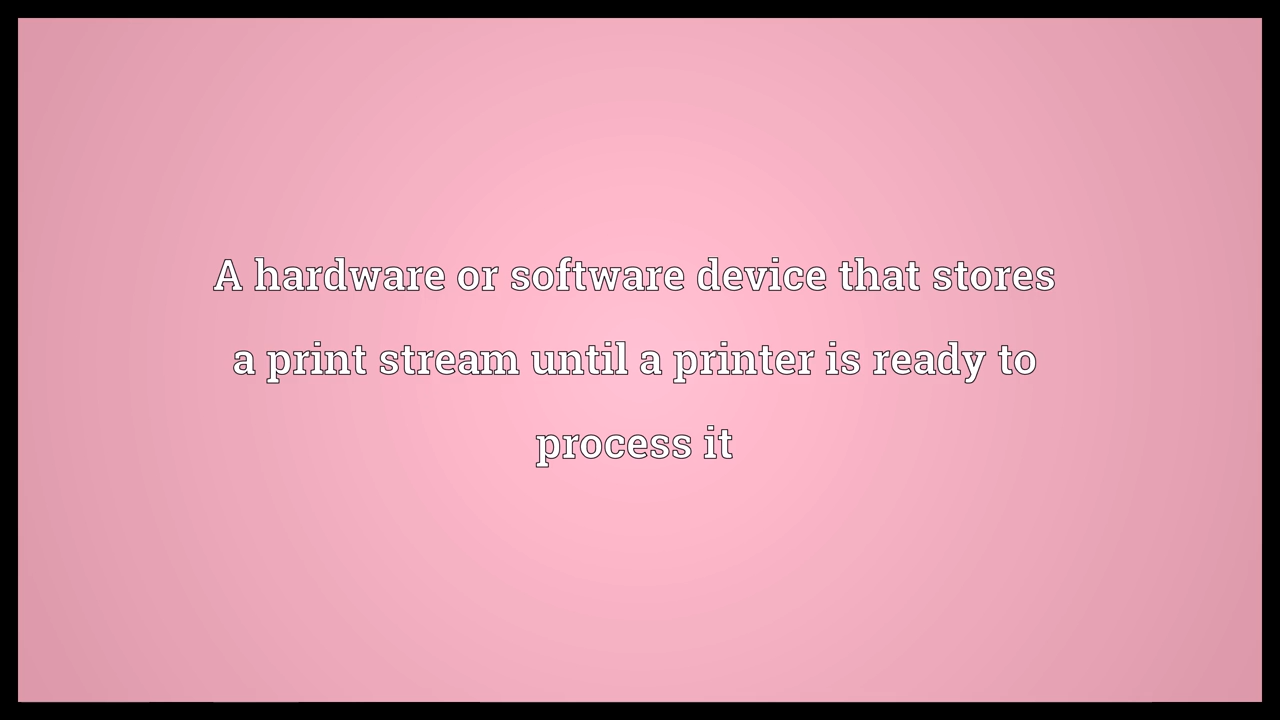 A hardware or software device that stores
a print stream until a printer is ready to
process it